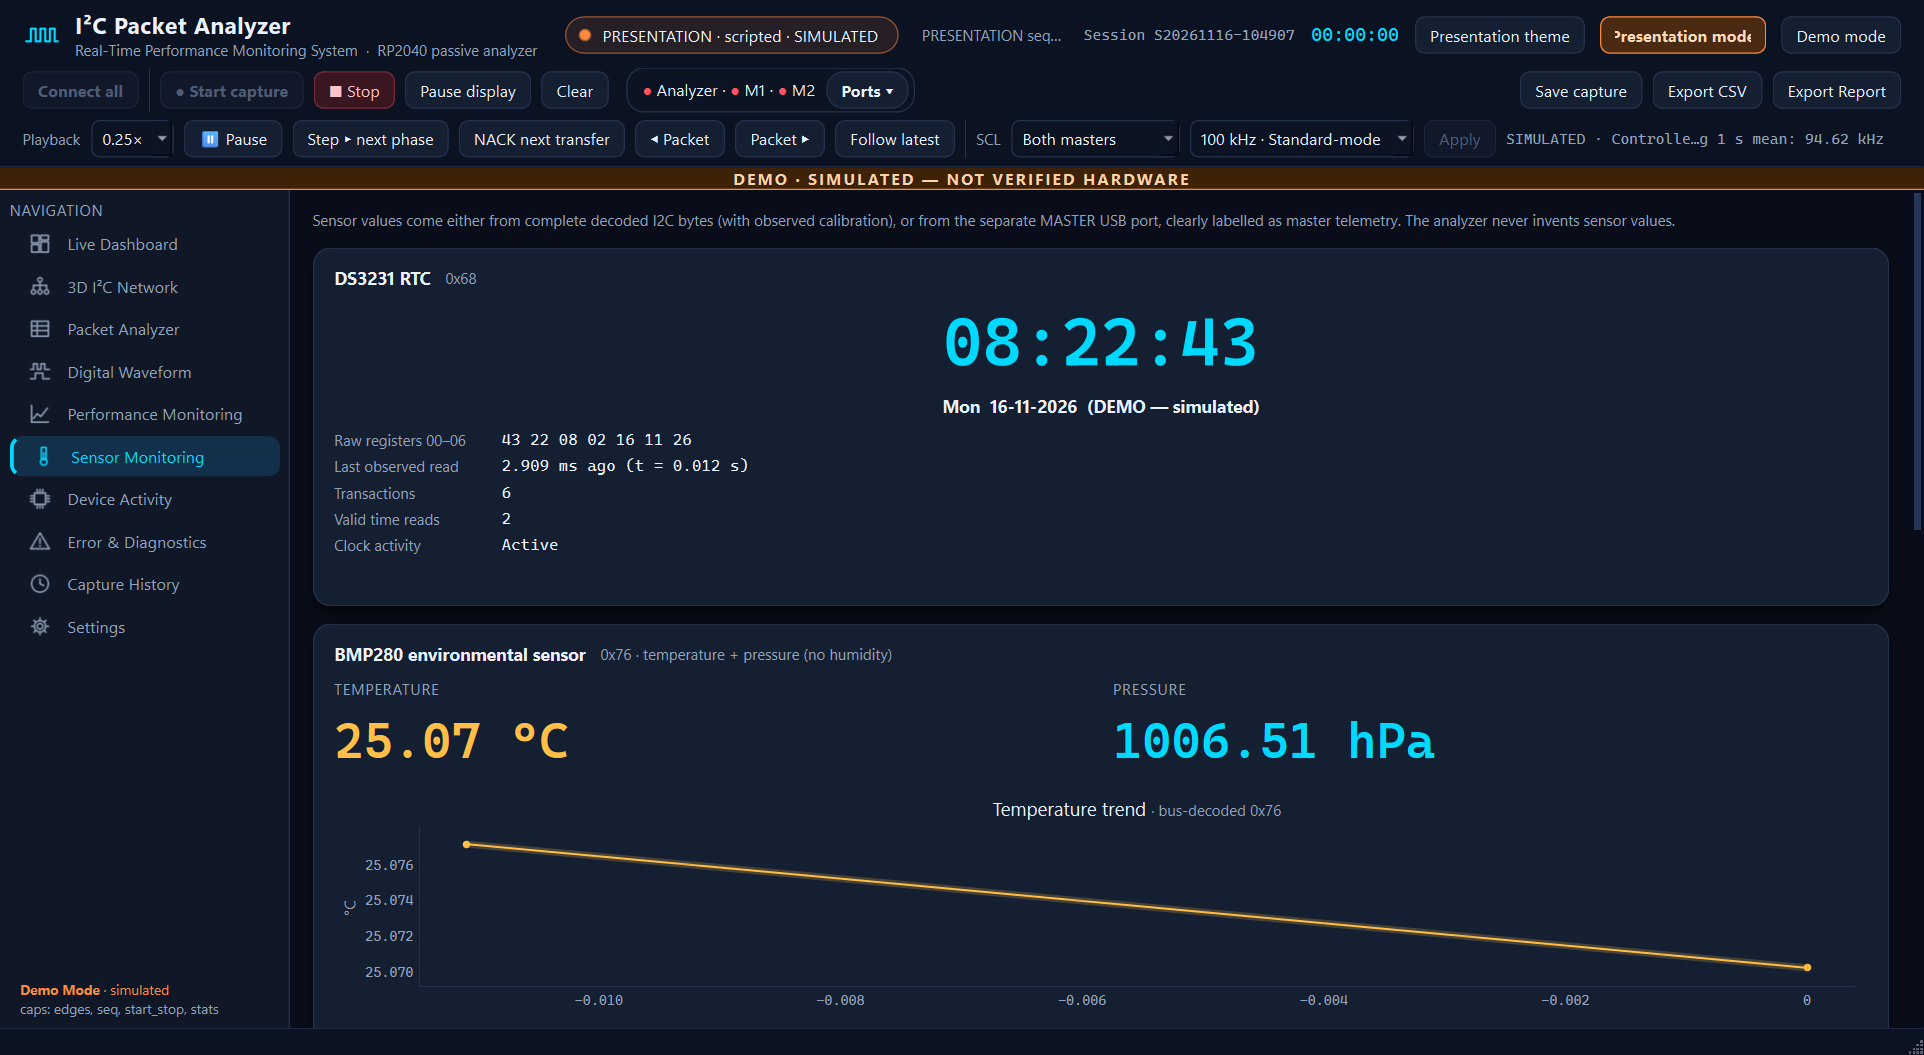 I²C Packet Analyzer
Real-Time Performance Monitoring System · RP2040 passive analyzer
PRESENTATION · scripted · SIMULATED
PRESENTATION seq…
Session S20261116-104907
00:00:00
Presentation theme
Presentation mode
Demo mode
Connect all
● Start capture
■ Stop
Pause display
Clear
● Analyzer · ● M1 · ● M2
Ports ▾
Save capture
Export CSV
Export Report
Playback
0.25×
⏸ Pause
Step ▸ next phase
NACK next transfer
◂ Packet
Packet ▸
Follow latest
SCL
Both masters
100 kHz · Standard-mode
Apply
SIMULATED · Controlle…g 1 s mean: 94.62 kHz
DEMO · SIMULATED — NOT VERIFIED HARDWARE
NAVIGATION
Live Dashboard
3D I²C Network
Packet Analyzer
Digital Waveform
Performance Monitoring
Sensor Monitoring
Device Activity
Error & Diagnostics
Capture History
Settings
Demo Mode · simulated
caps: edges, seq, start_stop, stats
Sensor values come either from complete decoded I2C bytes (with observed calibration), or from the separate MASTER USB port, clearly labelled as master telemetry. The analyzer never invents sensor values.
DS3231 RTC 0x68
08:22:43
Mon 16-11-2026 (DEMO — simulated)
Raw registers 00–06 43 22 08 02 16 11 26
Last observed read 2.909 ms ago (t = 0.012 s)
Transactions 6
Valid time reads 2
Clock activity Active
BMP280 environmental sensor 0x76 · temperature + pressure (no humidity)
TEMPERATURE
25.07 °C
PRESSURE
1006.51 hPa
Temperature trend · bus-decoded 0x76
°C
25.076
25.074
25.072
25.070
−0.010 −0.008 −0.006 −0.004 −0.002 0